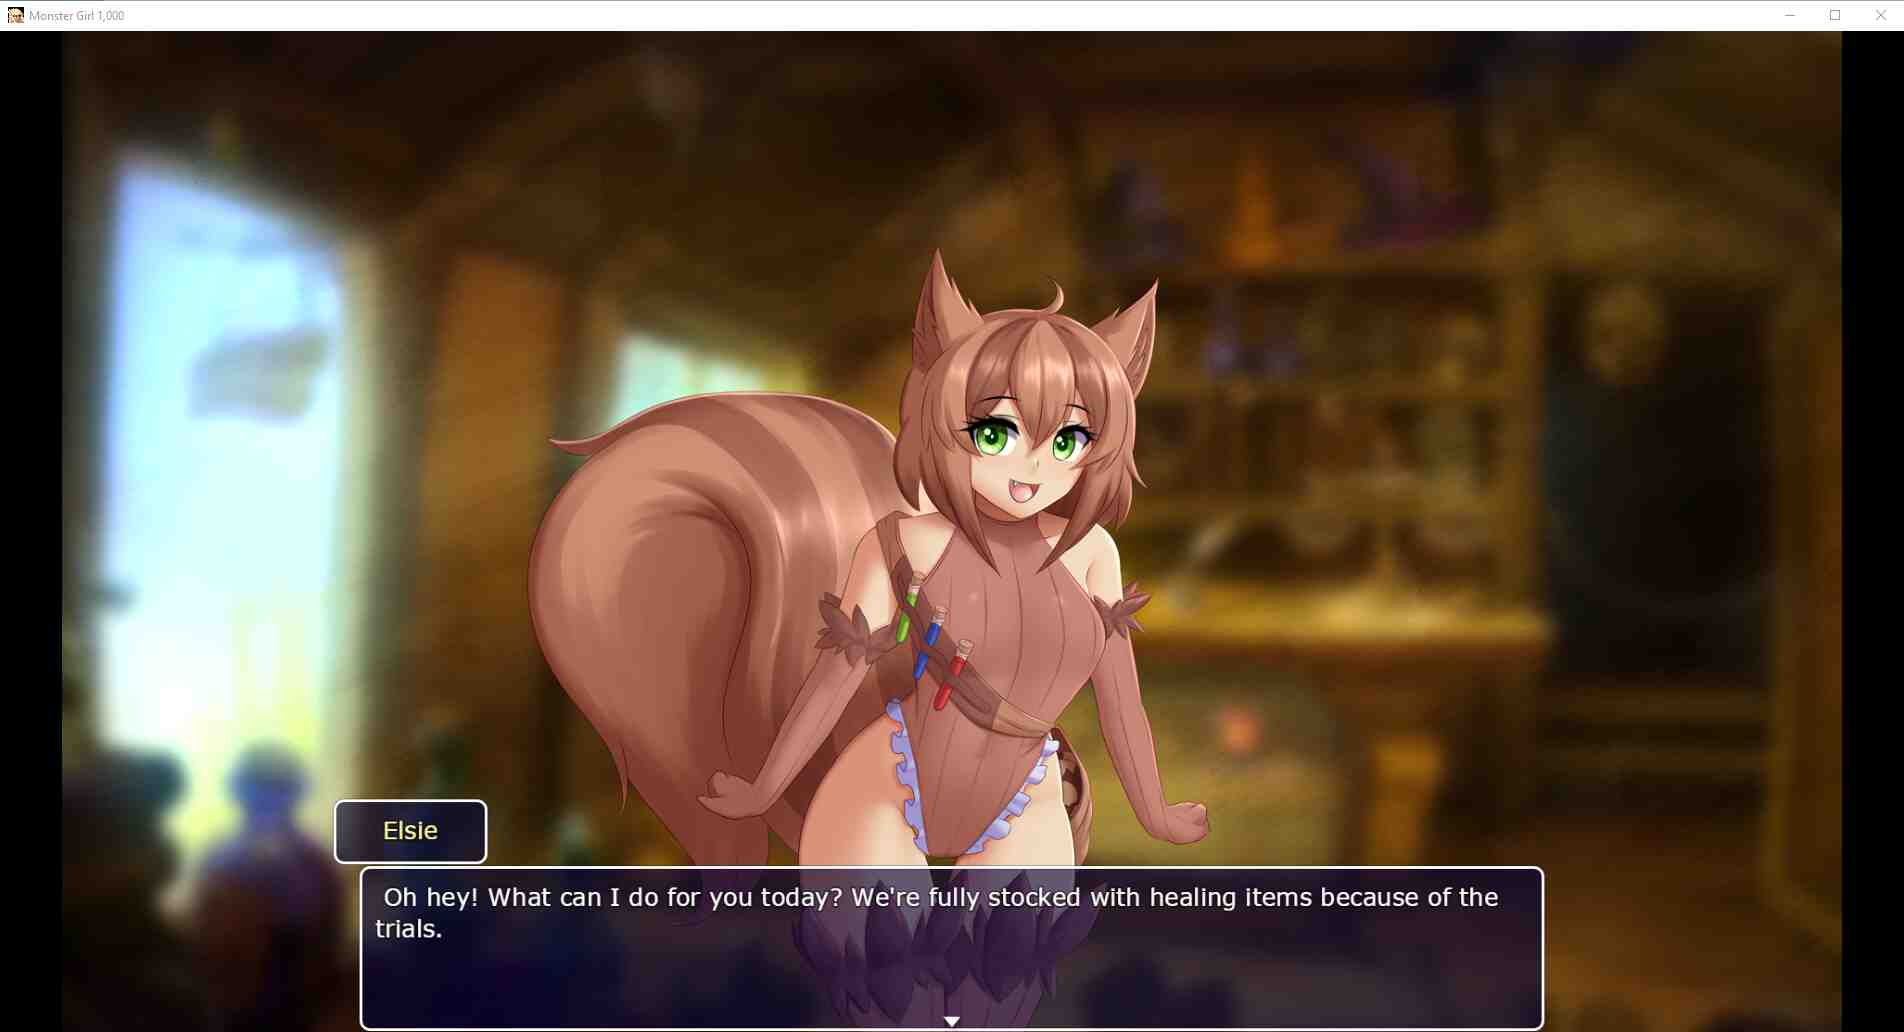 Monster Girl 1,000
Elsie
Oh hey! What can I do for you today? We're fully stocked with healing items because of the
trials.